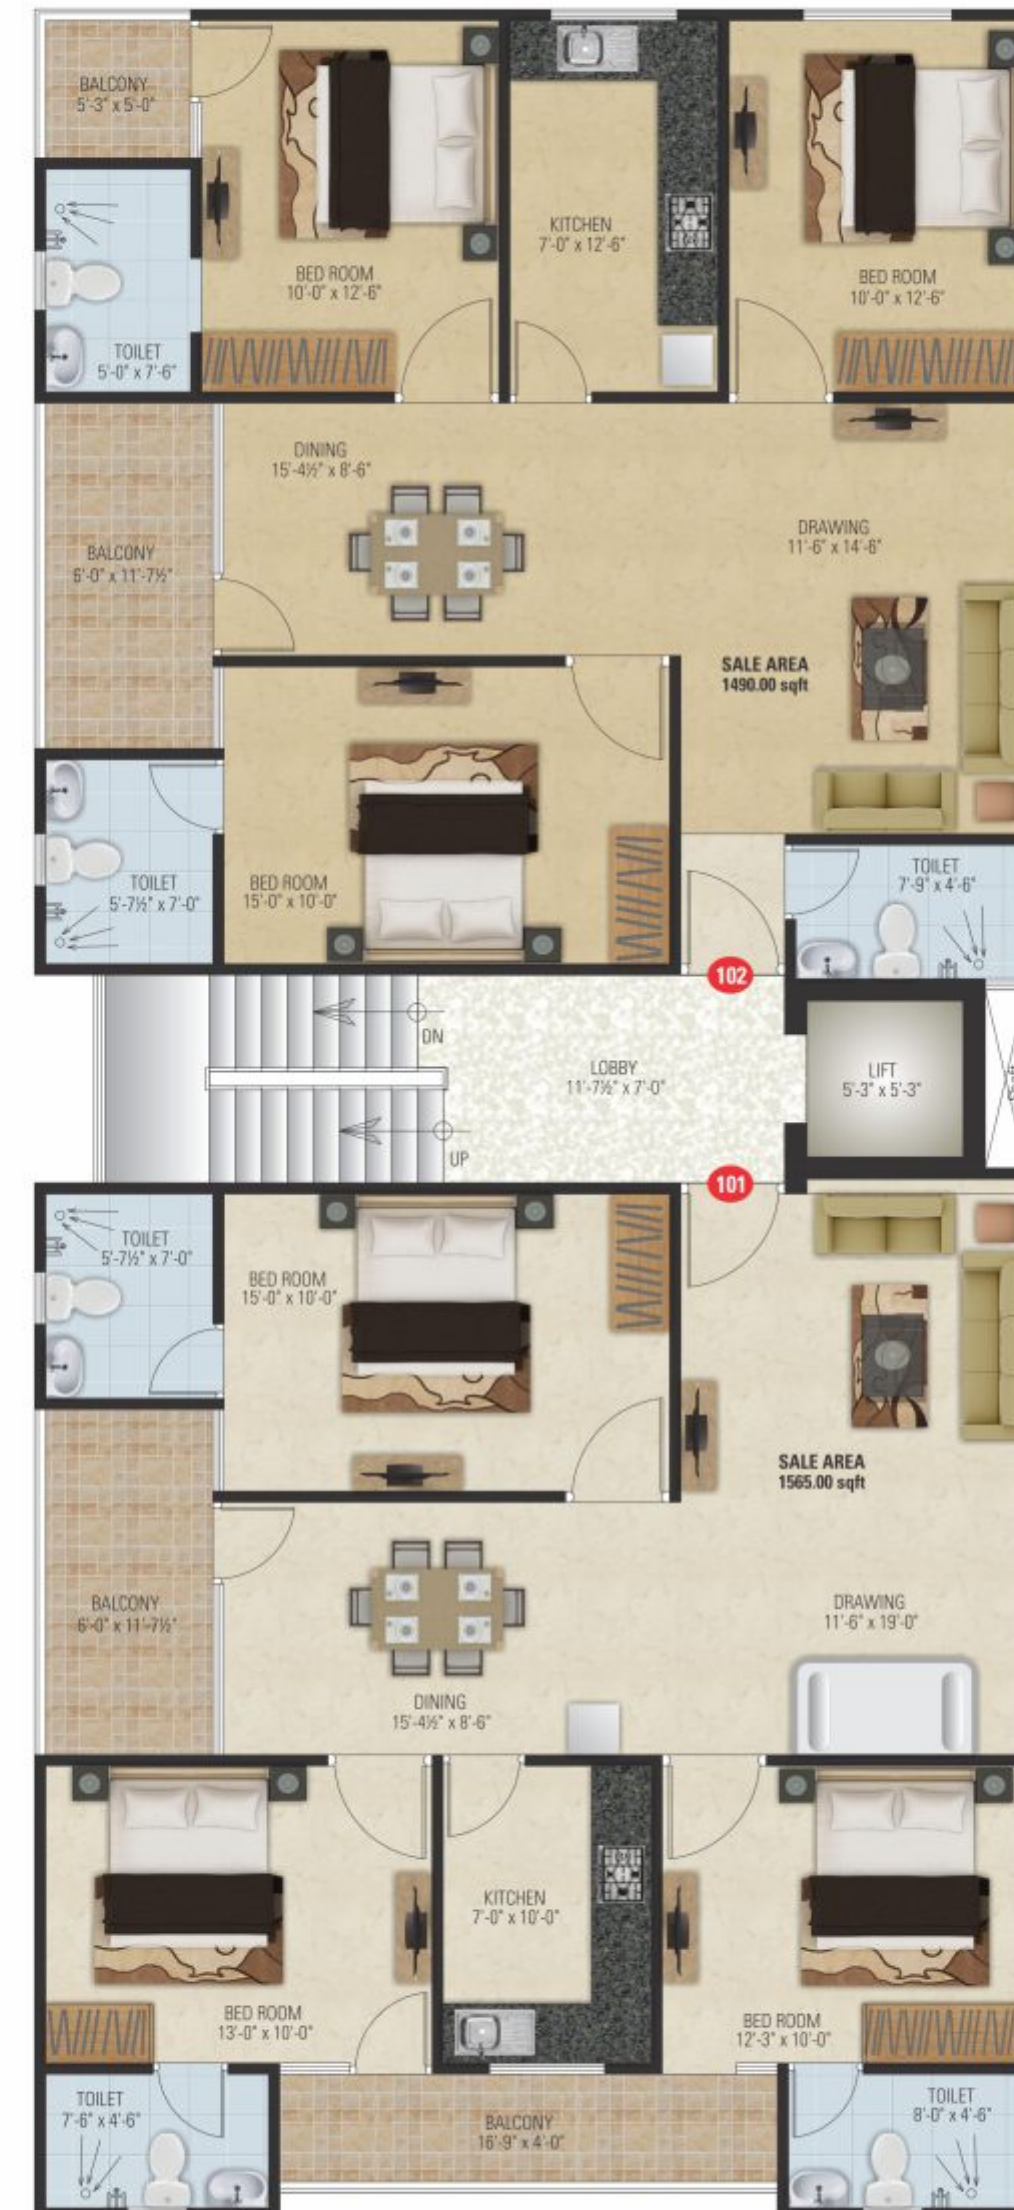 BALCONY
5'-3" x 5'-0"
BED ROOM
10'-0" x 12'-6"
KITCHEN
7'-0" x 12'-6"
BED ROOM
10'-0" x 12'-6"
TOILET
5'-0" x 7'-6"
DINING
15'-4½" x 8'-6"
DRAWING
11'-6" x 14'-6"
BALCONY
6'-0" x 11'-7½"
SALE AREA
1490.00 sqft
TOILET
5'-7½" x 7'-0"
BED ROOM
15'-0" x 10'-0"
TOILET
7'-9" x 4'-6"
102
DN
LOBBY
11'-7½" x 7'-0"
LIFT
5'-3" x 5'-3"
UP
101
TOILET
5'-7½" x 7'-0"
BED ROOM
15'-0" x 10'-0"
SALE AREA
1565.00 sqft
BALCONY
6'-0" x 11'-7½"
DRAWING
11'-6" x 19'-0"
DINING
15'-4½" x 8'-6"
KITCHEN
7'-0" x 10'-0"
BED ROOM
13'-0" x 10'-0"
BED ROOM
12'-3" x 10'-0"
TOILET
7'-6" x 4'-6"
BALCONY
16'-9" x 4'-0"
TOILET
8'-0" x 4'-6"